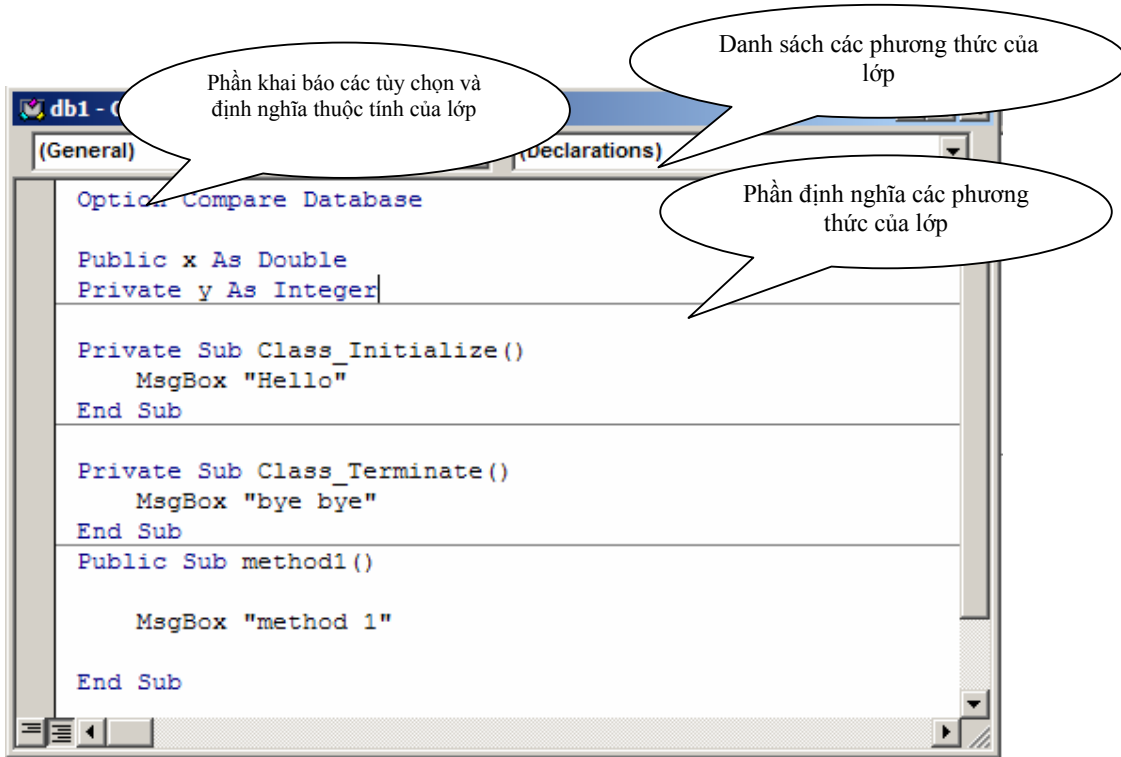 Danh sách các phương thức của
lớp
Phần khai báo các tùy chọn và
định nghĩa thuộc tính của lớp
db1 -
(General)
(Declarations)
Phần định nghĩa các phương
thức của lớp
Option Compare Database
Public x As Double
Private y As Integer
Private Sub Class_Initialize()
MsgBox "Hello"
End Sub
Private Sub Class_Terminate()
MsgBox "bye bye"
End Sub
Public Sub method1()
MsgBox "method 1"
End Sub